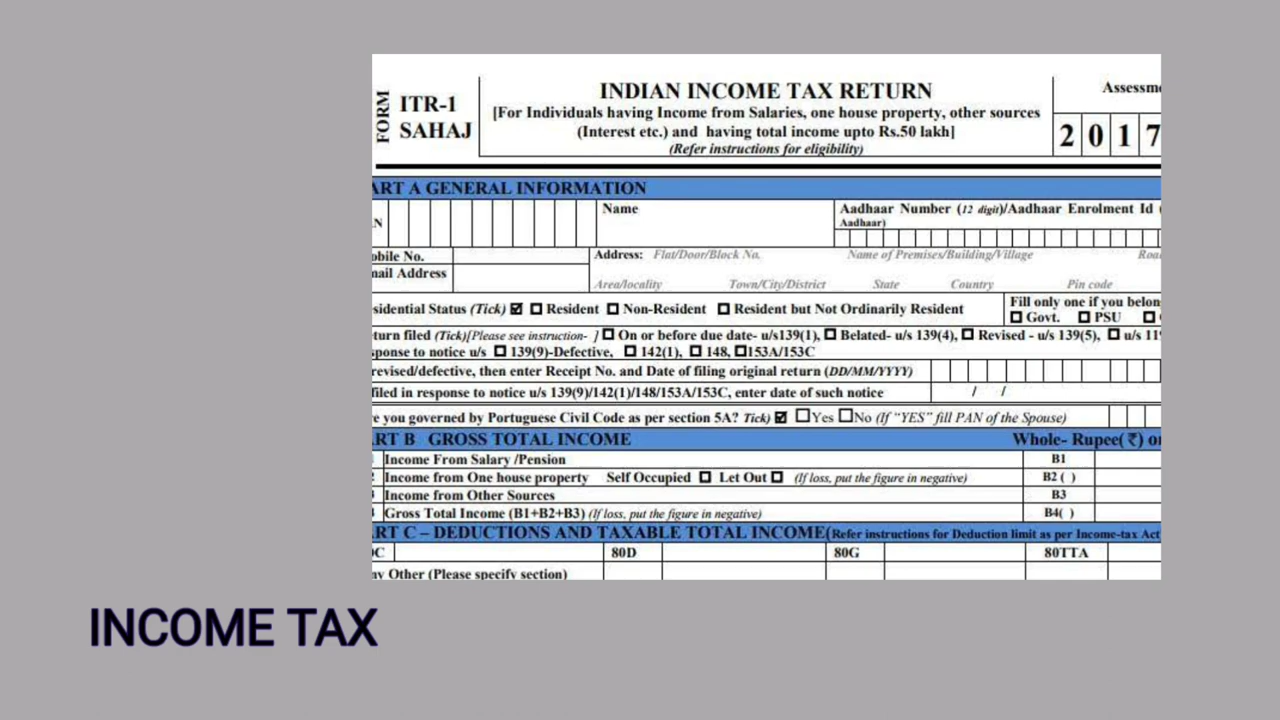 FORM
ITR-1
SAHAJ
INDIAN INCOME TAX RETURN
[For Individuals having Income from Salaries, one house property, other sources
(Interest etc.) and having total income upto Rs.50 lakh]
(Refer instructions for eligibility)
Assessm
2 0 1 7
ART A GENERAL INFORMATION
N
Name
Aadhaar Number (12 digit)/Aadhaar Enrolment Id (
Aadhaar)
obile No.
Address: Flat/Door/Block No. Name of Premises/Building/Village Roa
mail Address
Area/locality Town/City/District State Country Pin code
sidential Status (Tick) ☑ ☐ Resident ☐ Non-Resident ☐ Resident but Not Ordinarily Resident
Fill only one if you belon
☐ Govt. ☐ PSU ☐
turn filed (Tick)[Please see instruction- ] ☐ On or before due date- u/s139(1), ☐ Belated- u/s 139(4), ☐ Revised - u/s 139(5), ☐ u/s 119
sponse to notice u/s ☐ 139(9)-Defective, ☐ 142(1), ☐ 148, ☐153A/153C
revised/defective, then enter Receipt No. and Date of filing original return (DD/MM/YYYY)
filed in response to notice u/s 139(9)/142(1)/148/153A/153C, enter date of such notice / /
e you governed by Portuguese Civil Code as per section 5A? Tick) ☑ ☐Yes ☐No (If “YES” fill PAN of the Spouse)
RT B GROSS TOTAL INCOME Whole- Rupee(₹) on
Income From Salary /Pension B1
Income from One house property Self Occupied ☐ Let Out ☐ (If loss, put the figure in negative) B2 ( )
Income from Other Sources B3
Gross Total Income (B1+B2+B3) (If loss, put the figure in negative) B4( )
RT C – DEDUCTIONS AND TAXABLE TOTAL INCOME(Refer instructions for Deduction limit as per Income-tax Act
0C 80D 80G 80TTA
ny Other (Please specify section)
INCOME TAX